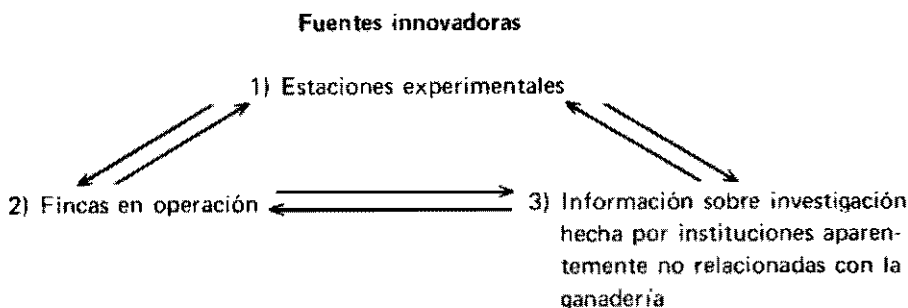 Fuentes innovadoras
1) Estaciones experimentales
2) Fincas en operación
3) Información sobre investigación
hecha por instituciones aparen-
temente no relacionadas con la
ganadería